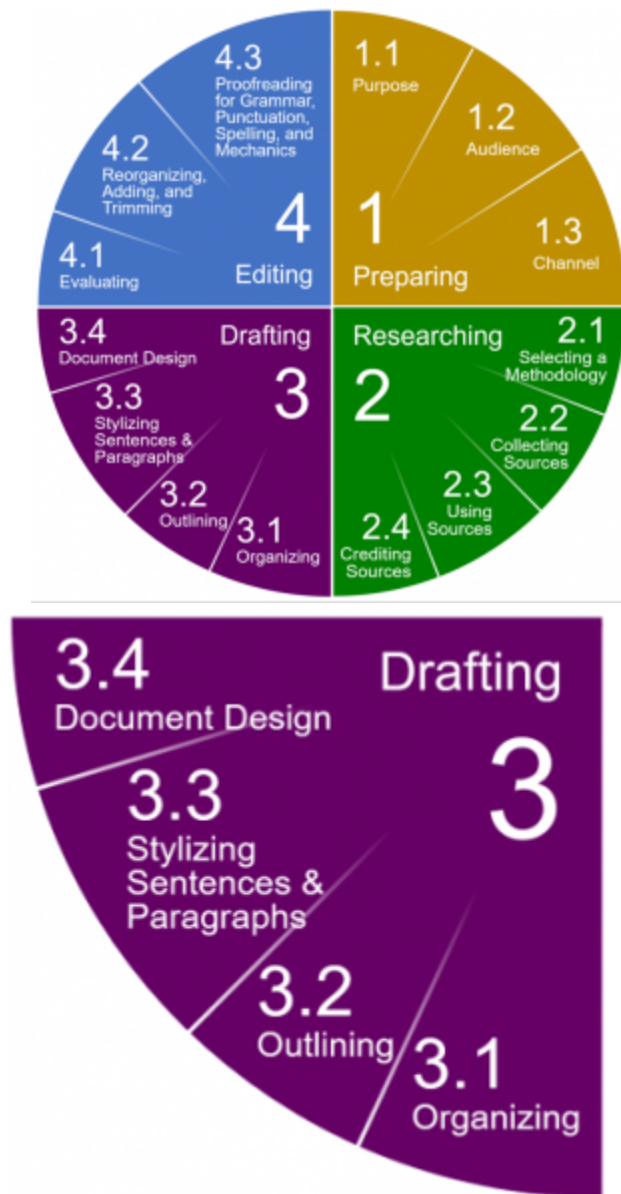 1
Preparing
1.1
Purpose
1.2
Audience
1.3
Channel
Researching
2
2.1
Selecting a
Methodology
2.2
Collecting
Sources
2.3
Using
Sources
2.4
Crediting
Sources
Drafting
3
3.1
Organizing
3.2
Outlining
3.3
Stylizing
Sentences &
Paragraphs
3.4
Document Design
4
Editing
4.1
Evaluating
4.2
Reorganizing,
Adding, and
Trimming
4.3
Proofreading
for Grammar,
Punctuation,
Spelling, and
Mechanics
Drafting
3
3.1
Organizing
3.2
Outlining
3.3
Stylizing
Sentences &
Paragraphs
3.4
Document Design